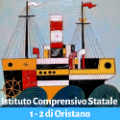 Istituto Comprensivo Statale
1 - 2 di Oristano